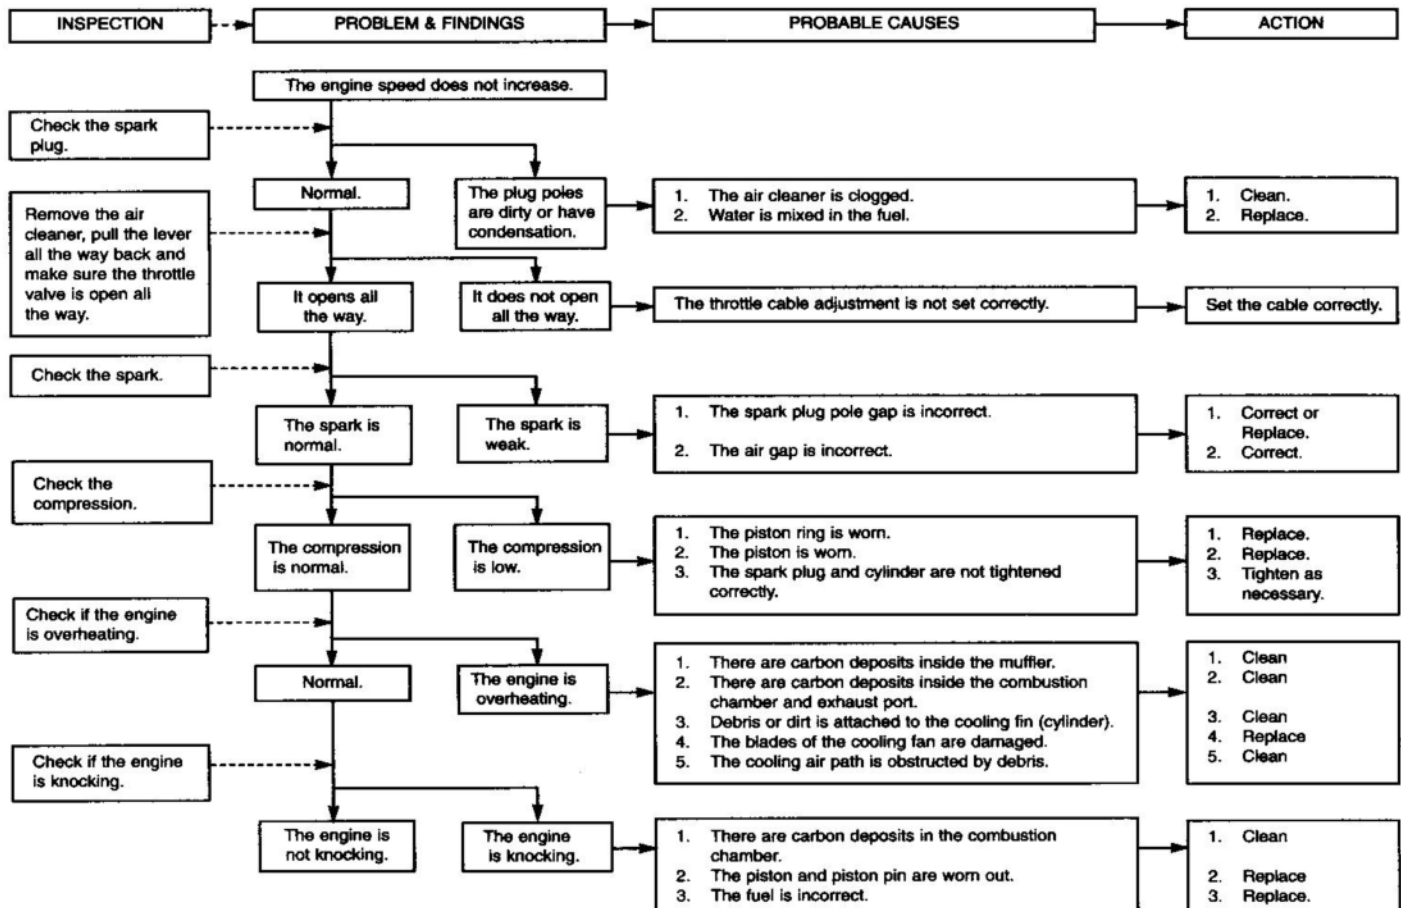 INSPECTION
PROBLEM & FINDINGS
PROBABLE CAUSES
ACTION
The engine speed does not increase.
Check the spark
plug.
Normal.
The plug poles
are dirty or have
condensation.
1. The air cleaner is clogged.
2. Water is mixed in the fuel.
1. Clean.
2. Replace.
Remove the air
cleaner, pull the lever
all the way back and
make sure the throttle
valve is open all
the way.
It opens all
the way.
It does not open
all the way.
The throttle cable adjustment is not set correctly.
Set the cable correctly.
Check the spark.
The spark is
normal.
The spark is
weak.
1. The spark plug pole gap is incorrect.
2. The air gap is incorrect.
1. Correct or
Replace.
2. Correct.
Check the
compression.
The compression
is normal.
The compression
is low.
1. The piston ring is worn.
2. The piston is worn.
3. The spark plug and cylinder are not tightened
correctly.
1. Replace.
2. Replace.
3. Tighten as
necessary.
Check if the engine
is overheating.
Normal.
The engine is
overheating.
1. There are carbon deposits inside the muffler.
2. There are carbon deposits inside the combustion
chamber and exhaust port.
3. Debris or dirt is attached to the cooling fin (cylinder).
4. The blades of the cooling fan are damaged.
5. The cooling air path is obstructed by debris.
1. Clean
2. Clean
3. Clean
4. Replace
5. Clean
Check if the engine
is knocking.
The engine is
not knocking.
The engine
is knocking.
1. There are carbon deposits in the combustion
chamber.
2. The piston and piston pin are worn out.
3. The fuel is incorrect.
1. Clean
2. Replace
3. Replace.